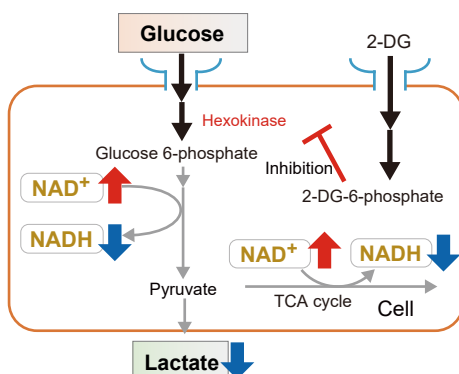 Glucose
2-DG
Hexokinase
Glucose 6-phosphate
Inhibition
2-DG-6-phosphate
NAD⁺
NADH
NAD⁺
NADH
Pyruvate
TCA cycle
Cell
Lactate